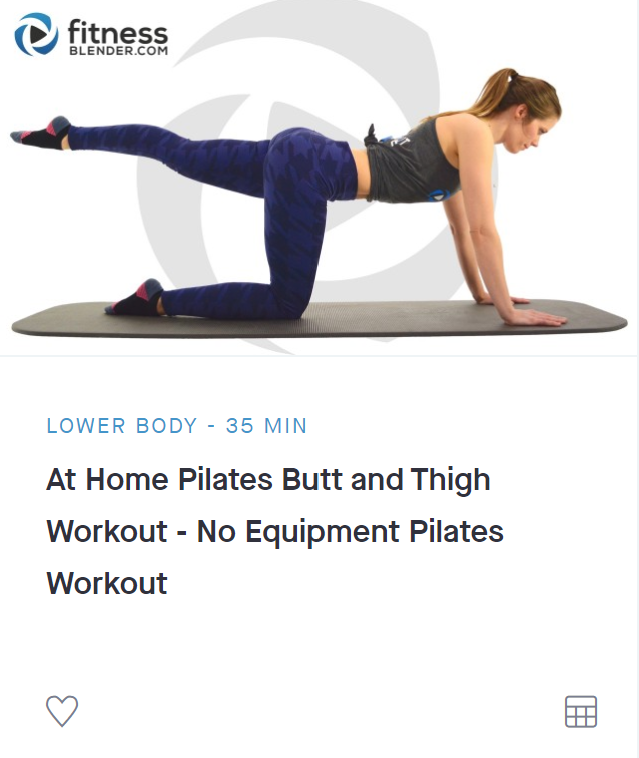 fitness
BLENDER.COM
LOWER BODY - 35 MIN
At Home Pilates Butt and Thigh
Workout - No Equipment Pilates
Workout